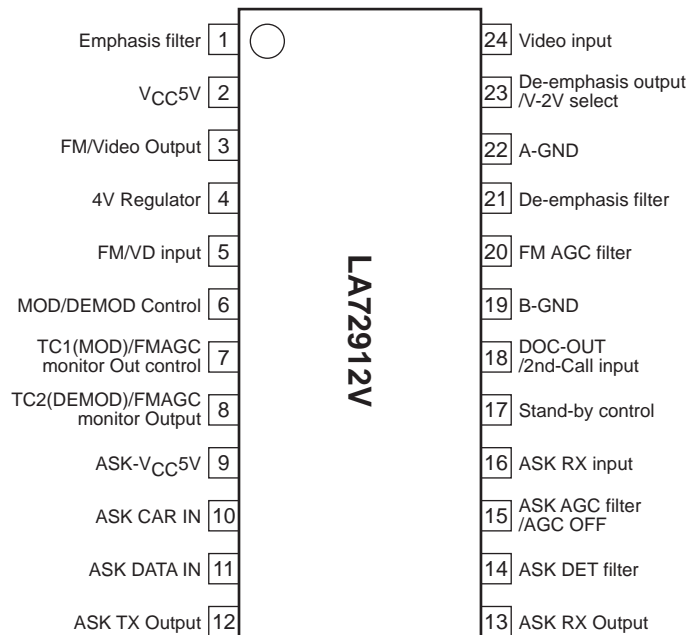 Emphasis filter 1
VCC5V 2
FM/Video Output 3
4V Regulator 4
FM/VD input 5
MOD/DEMOD Control 6
TC1(MOD)/FMAGC
monitor Out control 7
TC2(DEMOD)/FMAGC
monitor Output 8
ASK-VCC5V 9
ASK CAR IN 10
ASK DATA IN 11
ASK TX Output 12
LA72912V
24 Video input
23 De-emphasis output
/V-2V select
22 A-GND
21 De-emphasis filter
20 FM AGC filter
19 B-GND
18 DOC-OUT
/2nd-Call input
17 Stand-by control
16 ASK RX input
15 ASK AGC filter
/AGC OFF
14 ASK DET filter
13 ASK RX Output